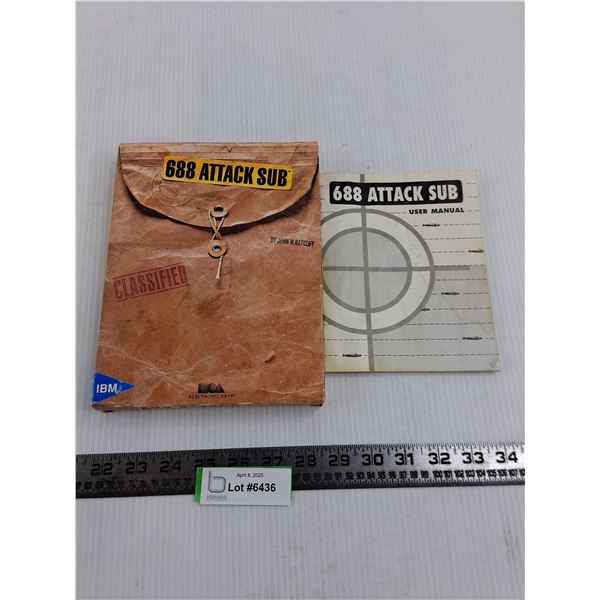 688 ATTACK SUB™
BY JOHN W. RATCLIFF
CLASSIFIED
IBM
ELECTRONIC ARTS®
688 ATTACK SUB
USER MANUAL
22 23 24 25 26 27 28 29 30 31 32 33 34
April 8, 2025
Lot #6436